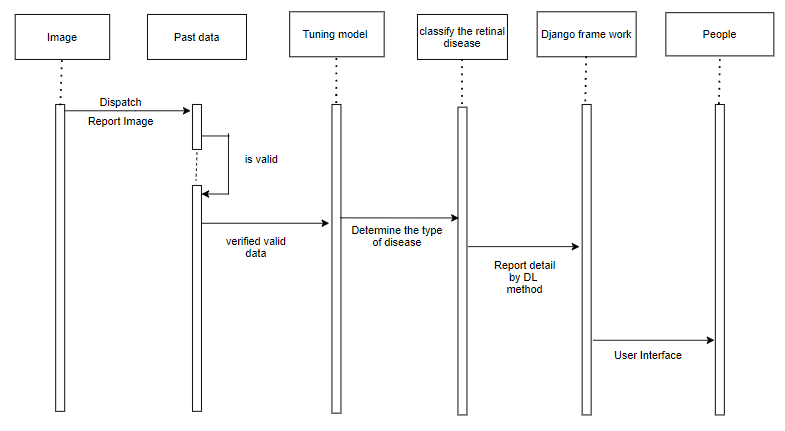 Image
Past data
Tuning model
classify the retinal
disease
Django frame work
People
Dispatch
Report Image
is valid
verified valid
data
Determine the type
of disease
Report detail
by DL
method
User Interface